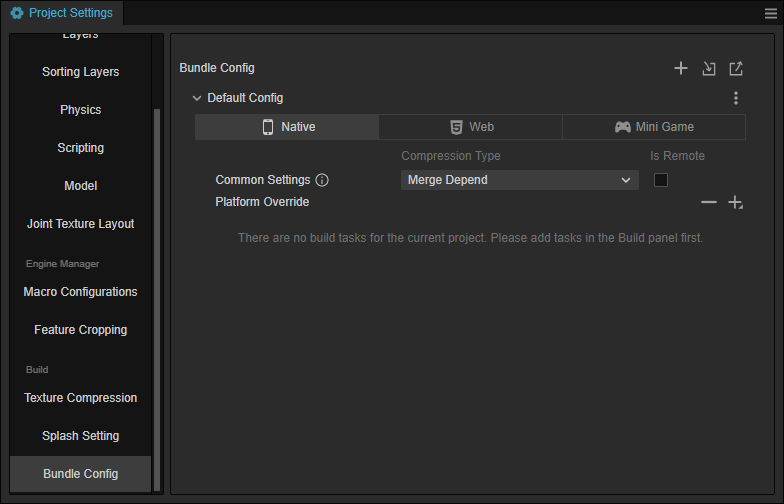 Project Settings
Layers
Sorting Layers
Physics
Scripting
Model
Joint Texture Layout
Engine Manager
Macro Configurations
Feature Cropping
Build
Texture Compression
Splash Setting
Bundle Config
Bundle Config
Default Config
Native Web Mini Game
Compression Type Is Remote
Common Settings Merge Depend
Platform Override
There are no build tasks for the current project. Please add tasks in the Build panel first.